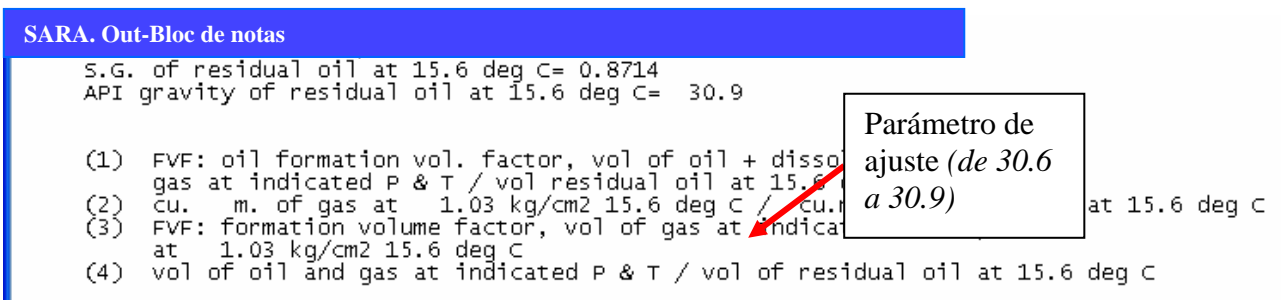 SARA. Out-Bloc de notas
S.G. of residual oil at 15.6 deg C= 0.8714
API gravity of residual oil at 15.6 deg C= 30.9
Parámetro de
ajuste (de 30.6
a 30.9)
(1) FVF: oil formation vol. factor, vol of oil +
gas at indicated P & T / vol residual oil at 15.6
(2) cu. m. of gas at 1.03 kg/cm2 15.6 deg C / at 15.6 deg C
(3) FVF: formation volume factor, vol of gas at
at 1.03 kg/cm2 15.6 deg C
(4) vol of oil and gas at indicated P & T / vol of residual oil at 15.6 deg C